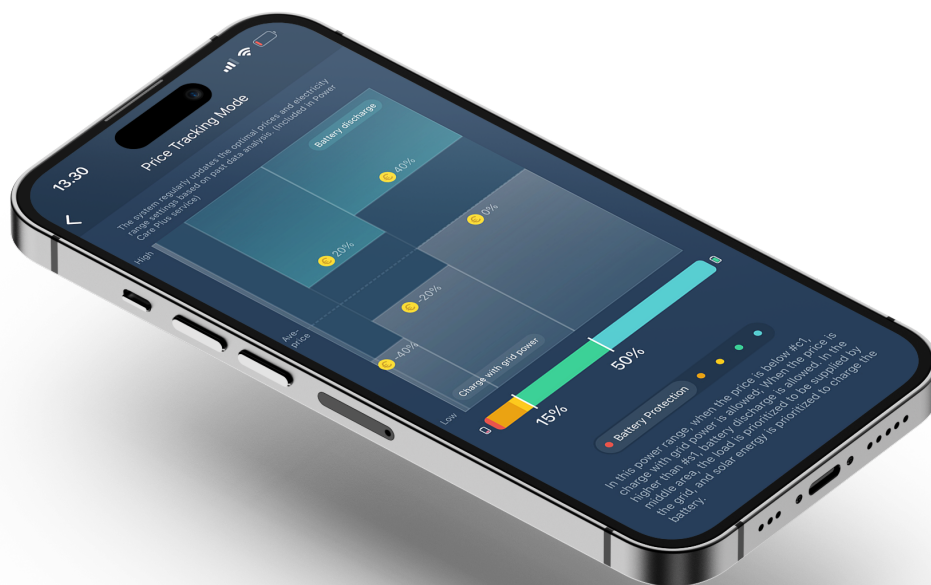 13.30
Price Tracking Mode
The system regularly updates the optimal prices and electricity
range settings based on past data analysis. (Included in Power
Care Plus service)
High
Battery discharge
€ 40%
€ 20%
€ 0%
Ave-
price
€ -20%
€ -40%
Charge with grid power
Low
15%
50%
Battery Protection
In this power range, when the price is below #c1,
charge with grid power is allowed; When the price is
higher than #s1, battery discharge is allowed. In the
middle area, the load is prioritized to be supplied by
the grid, and solar energy is prioritized to charge the
battery.